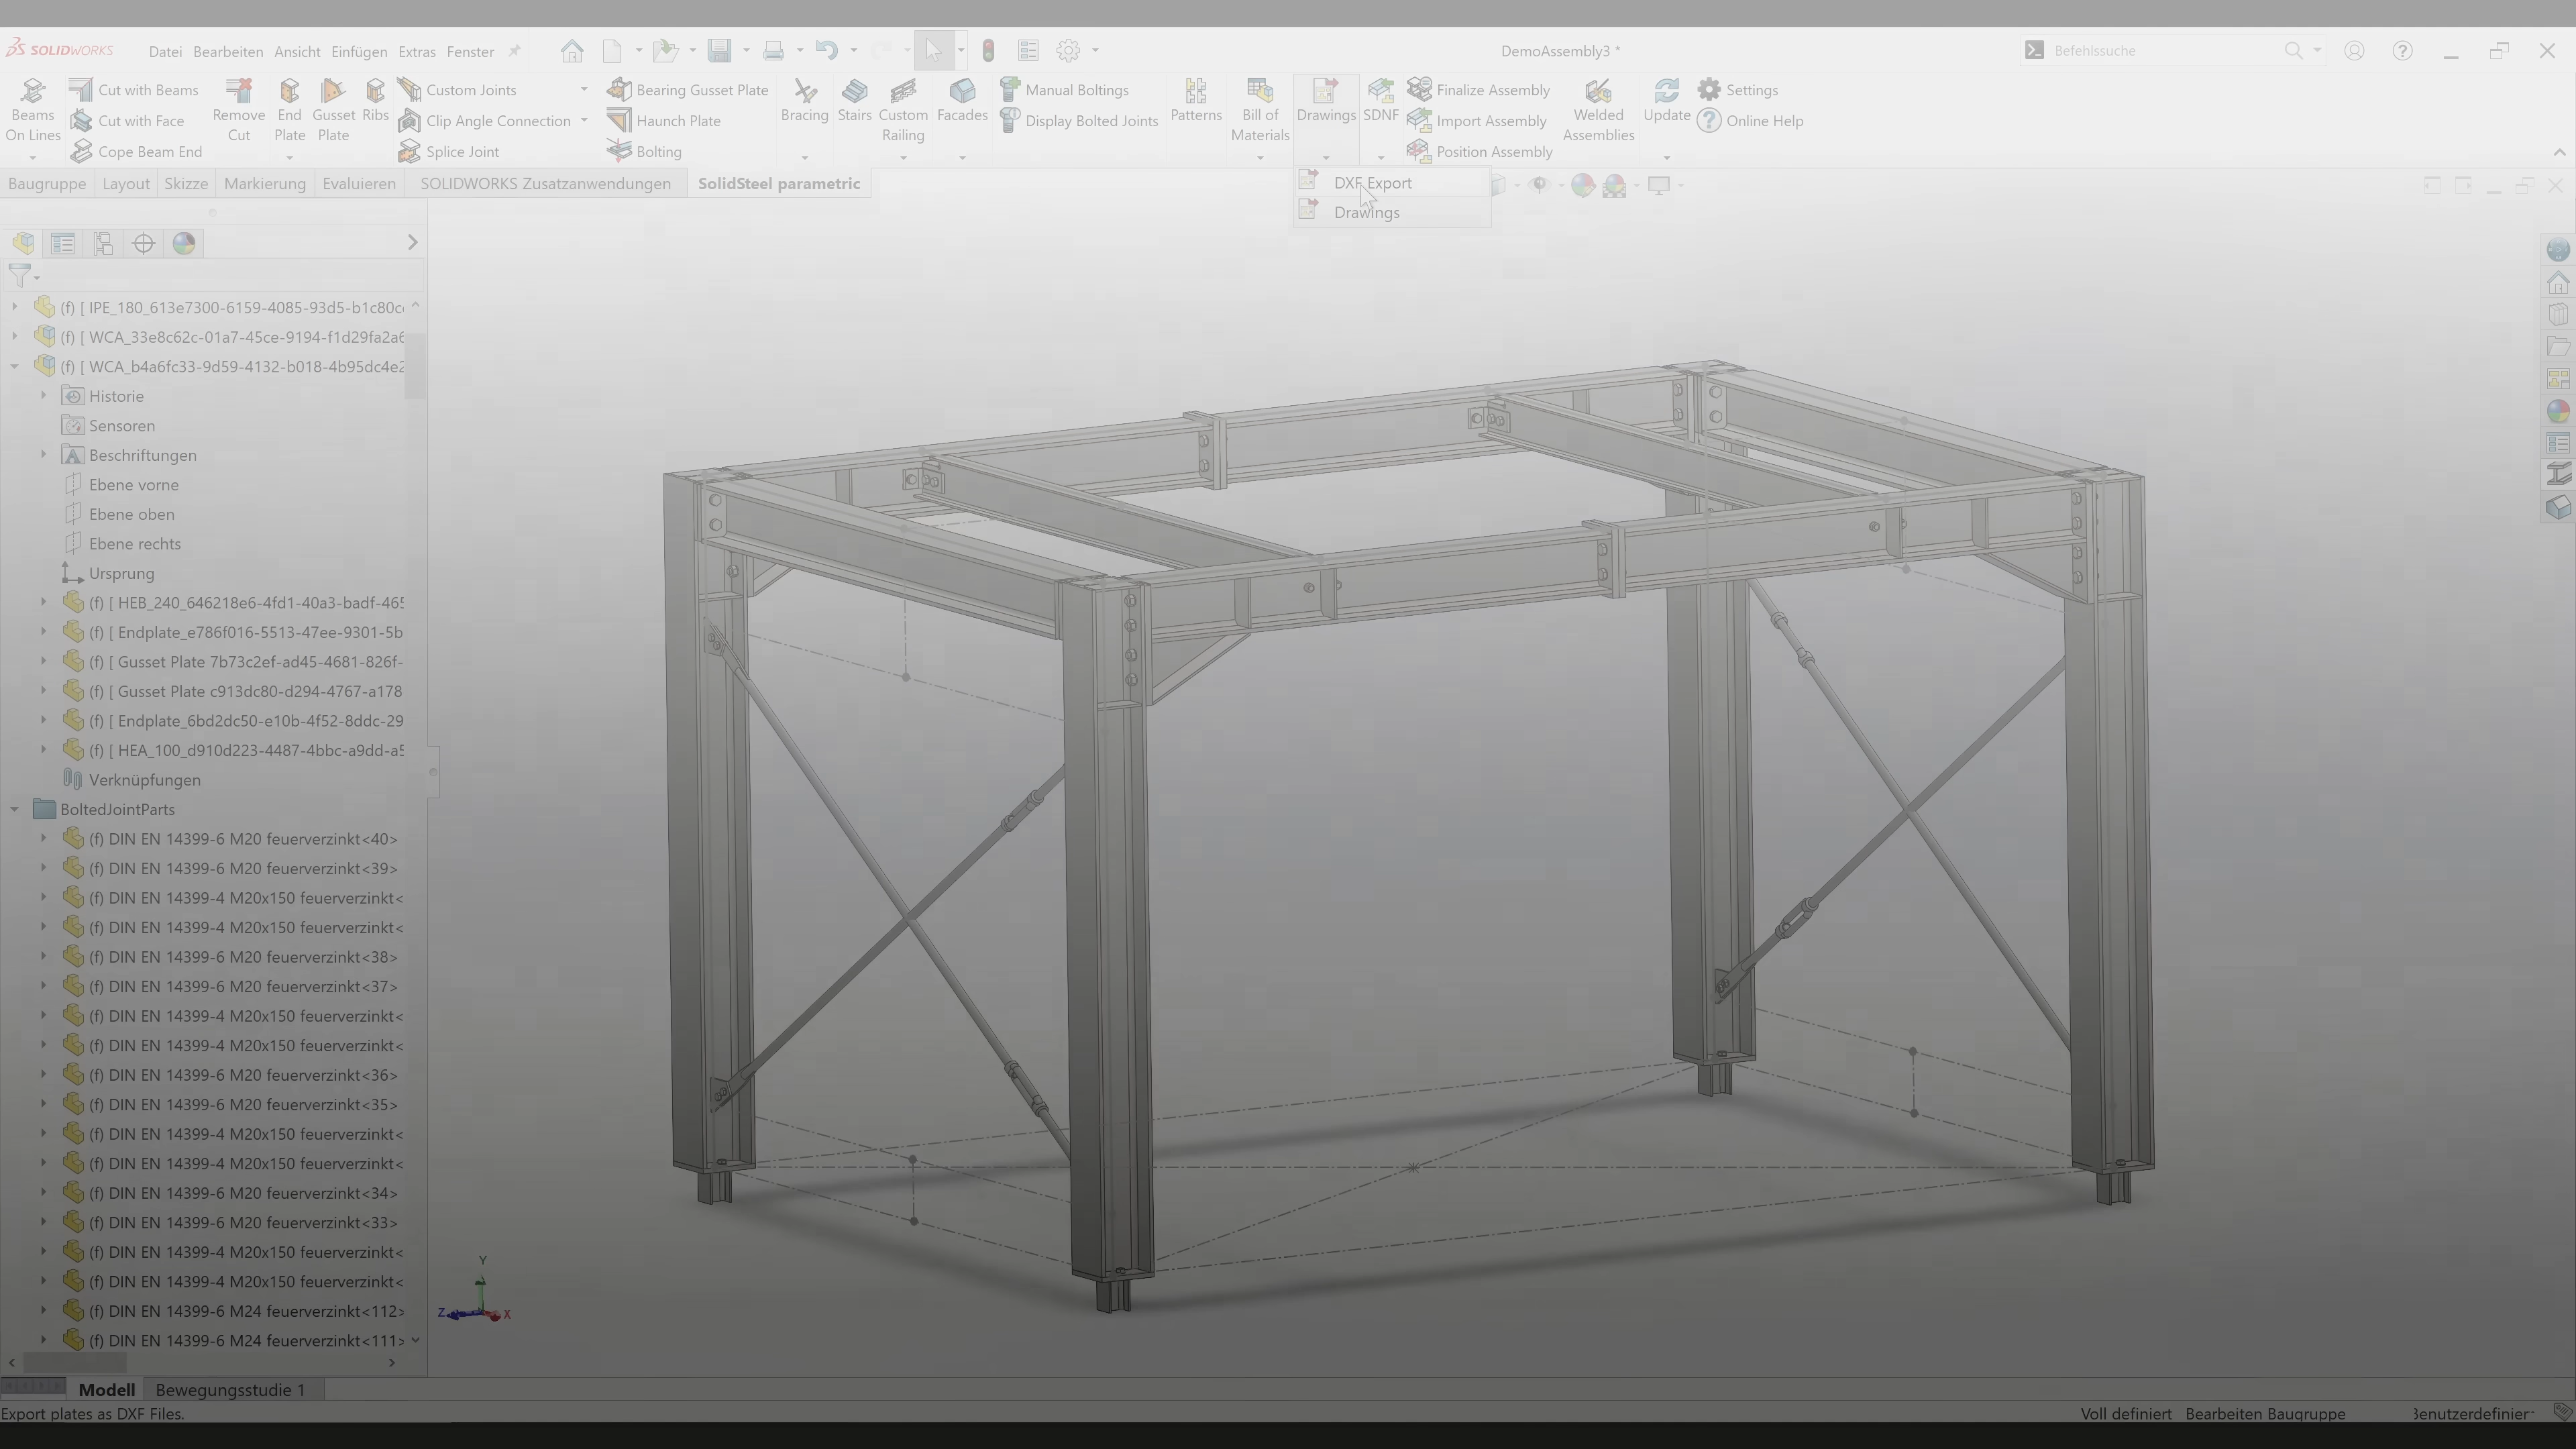 SOLIDWORKS
Datei Bearbeiten Ansicht Einfügen Extras Fenster
DemoAssembly3 *
Befehlssuche
Beams On Lines
Cut with Beams
Cut with Face
Cope Beam End
Remove Cut
End Plate
Gusset Plate
Ribs
Custom Joints
Clip Angle Connection
Splice Joint
Bearing Gusset Plate
Haunch Plate
Bolting
Bracing
Stairs
Custom Railing
Facades
Manual Boltings
Display Bolted Joints
Patterns
Bill of Materials
Drawings
SDNF
Finalize Assembly
Import Assembly
Position Assembly
Welded Assemblies
Update
Settings
Online Help
Baugruppe Layout Skizze Markierung Evaluieren SOLIDWORKS Zusatzanwendungen SolidSteel parametric
DXF Export
Drawings
(f) [ IPE_180_613e7300-6159-4085-93d5-b1c80c
(f) [ WCA_33e8c62c-01a7-45ce-9194-f1d29fa2a6
(f) [ WCA_b4a6fc33-9d59-4132-b018-4b95dc4e2
Historie
Sensoren
Beschriftungen
Ebene vorne
Ebene oben
Ebene rechts
Ursprung
(f) [ HEB_240_646218e6-4fd1-40a3-badf-465
(f) [ Endplate_e786f016-5513-47ee-9301-5b
(f) [ Gusset Plate 7b73c2ef-ad45-4681-826f-
(f) [ Gusset Plate c913dc80-d294-4767-a178
(f) [ Endplate_6bd2dc50-e10b-4f52-8ddc-29
(f) [ HEA_100_d910d223-4487-4bbc-a9dd-a5
Verknüpfungen
BoltedJointParts
(f) DIN EN 14399-6 M20 feuerverzinkt<40>
(f) DIN EN 14399-6 M20 feuerverzinkt<39>
(f) DIN EN 14399-4 M20x150 feuerverzinkt<
(f) DIN EN 14399-4 M20x150 feuerverzinkt<
(f) DIN EN 14399-6 M20 feuerverzinkt<38>
(f) DIN EN 14399-6 M20 feuerverzinkt<37>
(f) DIN EN 14399-4 M20x150 feuerverzinkt<
(f) DIN EN 14399-4 M20x150 feuerverzinkt<
(f) DIN EN 14399-6 M20 feuerverzinkt<36>
(f) DIN EN 14399-6 M20 feuerverzinkt<35>
(f) DIN EN 14399-4 M20x150 feuerverzinkt<
(f) DIN EN 14399-4 M20x150 feuerverzinkt<
(f) DIN EN 14399-6 M20 feuerverzinkt<34>
(f) DIN EN 14399-6 M20 feuerverzinkt<33>
(f) DIN EN 14399-4 M20x150 feuerverzinkt<
(f) DIN EN 14399-4 M20x150 feuerverzinkt<
(f) DIN EN 14399-6 M24 feuerverzinkt<112>
(f) DIN EN 14399-6 M24 feuerverzinkt<111>
Y
Z
X
Modell Bewegungsstudie 1
Export plates as DXF Files.
Voll definiert Bearbeiten Baugruppe